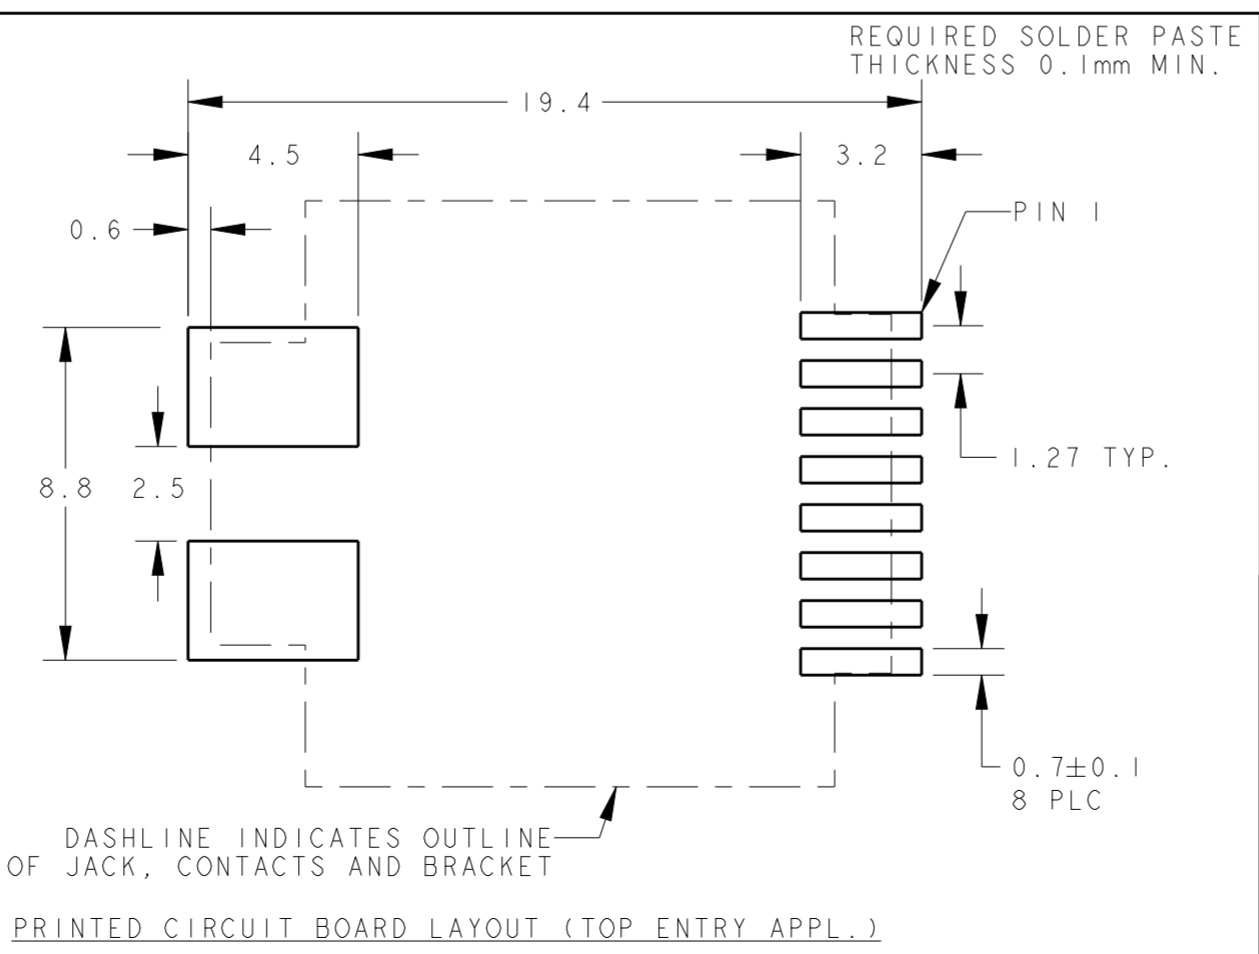 REQUIRED SOLDER PASTE
THICKNESS 0.1mm MIN.
19.4
4.5
3.2
0.6
PIN 1
8.8
2.5
1.27 TYP.
0.7±0.1
8 PLC
DASHLINE INDICATES OUTLINE
OF JACK, CONTACTS AND BRACKET
PRINTED CIRCUIT BOARD LAYOUT (TOP ENTRY APPL.)